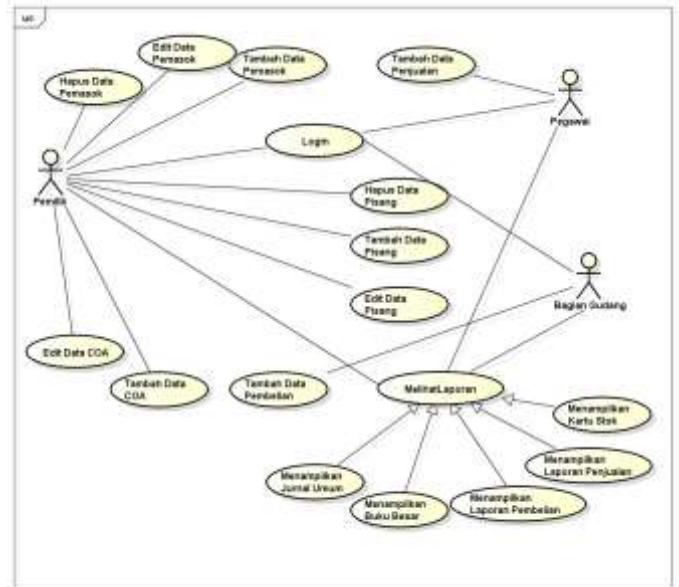 uc
Edit Data
Pemasok
Tambah Data
Pemasok
Tambah Data
Penjualan
Hapus Data
Pemasok
Pegawai
Login
Pemilik
Hapus Data
Pisang
Tambah Data
Pisang
Edit Data
Pisang
Bagian Gudang
Edit Data COA
Tambah Data
COA
Tambah Data
Pembelian
MelihatLaporan
Menampilkan
Kartu Stok
Menampilkan
Laporan Penjualan
Menampilkan
Jurnal Umum
Menampilkan
Buku Besar
Menampilkan
Laporan Pembelian